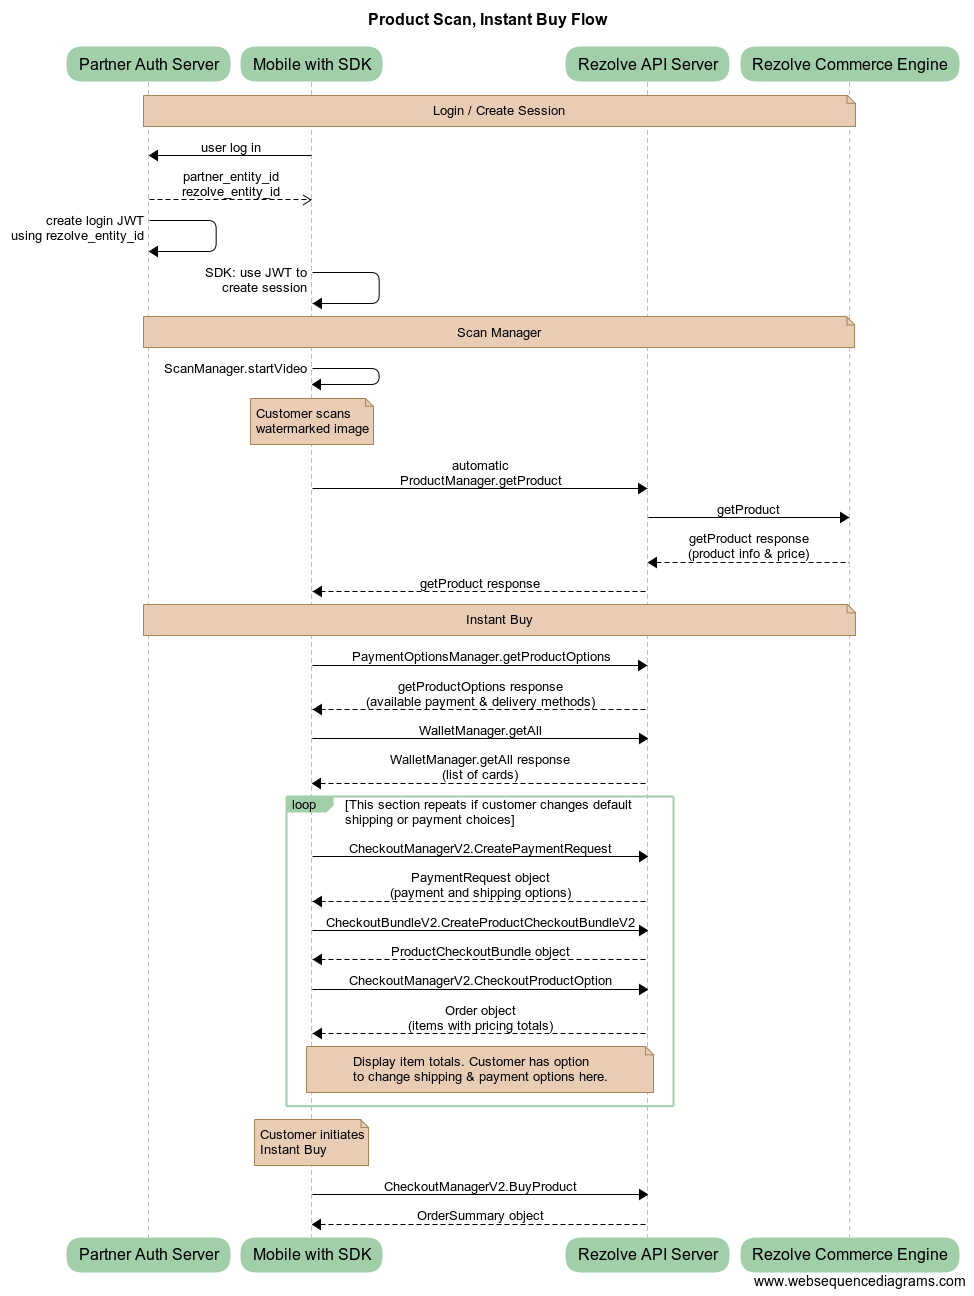 Product Scan, Instant Buy Flow
Partner Auth Server
Mobile with SDK
Rezolve API Server
Rezolve Commerce Engine
Login / Create Session
user log in
partner_entity_id
rezolve_entity_id
create login JWT
using rezolve_entity_id
SDK: use JWT to
create session
Scan Manager
ScanManager.startVideo
Customer scans
watermarked image
automatic
ProductManager.getProduct
getProduct
getProduct response
(product info & price)
getProduct response
Instant Buy
PaymentOptionsManager.getProductOptions
getProductOptions response
(available payment & delivery methods)
WalletManager.getAll
WalletManager.getAll response
(list of cards)
loop
[This section repeats if customer changes default
shipping or payment choices]
CheckoutManagerV2.CreatePaymentRequest
PaymentRequest object
(payment and shipping options)
CheckoutBundleV2.CreateProductCheckoutBundleV2
ProductCheckoutBundle object
CheckoutManagerV2.CheckoutProductOption
Order object
(items with pricing totals)
Display item totals. Customer has option
to change shipping & payment options here.
Customer initiates
Instant Buy
CheckoutManagerV2.BuyProduct
OrderSummary object
Partner Auth Server
Mobile with SDK
Rezolve API Server
Rezolve Commerce Engine
www.websequencediagrams.com